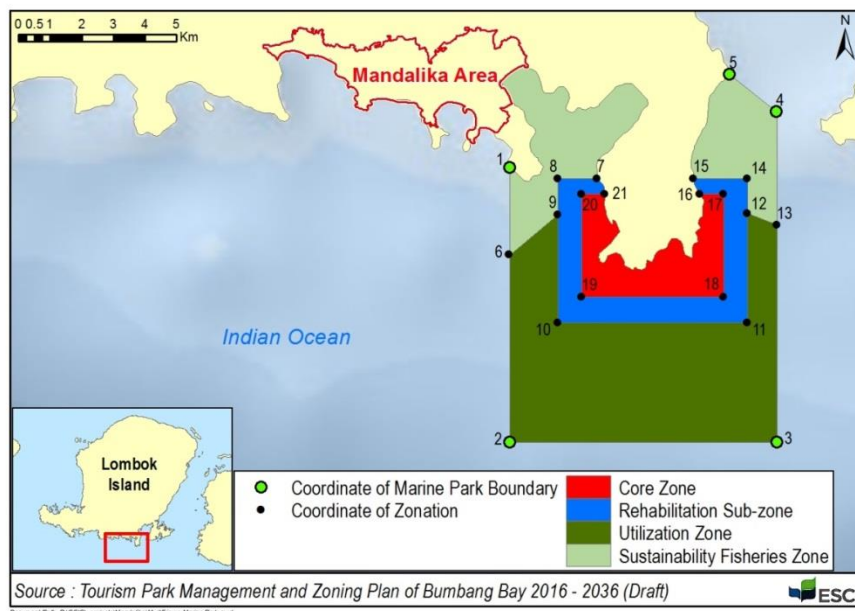 0 0.5 1 2 3 4 5
Km
N
Mandalika Area
5
4
1
8
7
15
14
21
20
16
17
9
12
13
6
19
18
10
11
Indian Ocean
2
3
Lombok
Island
Coordinate of Marine Park Boundary
Coordinate of Zonation
Core Zone
Rehabilitation Sub-zone
Utilization Zone
Sustainability Fisheries Zone
Source : Tourism Park Management and Zoning Plan of Bumbang Bay 2016 - 2036 (Draft)
ESC